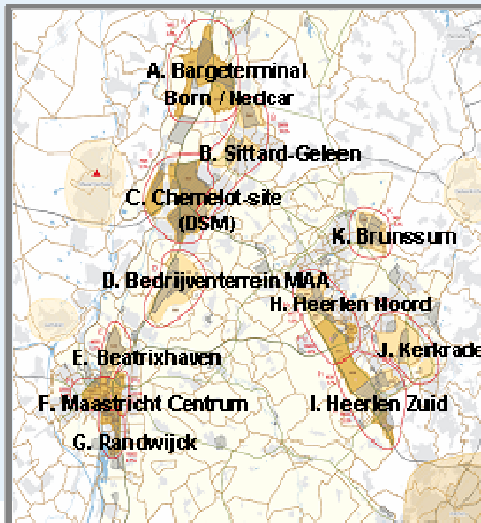 A. Bargeterminal
Born / Nedcar
B. Sittard-Geleen
C. Chemelot-site
(DSM)
K. Brunssum
D. Bedrijventerrein MAA
H. Heerlen Noord
E. Beatrixhaven
J. Kerkrade
F. Maastricht Centrum
I. Heerlen Zuid
G. Randwijck